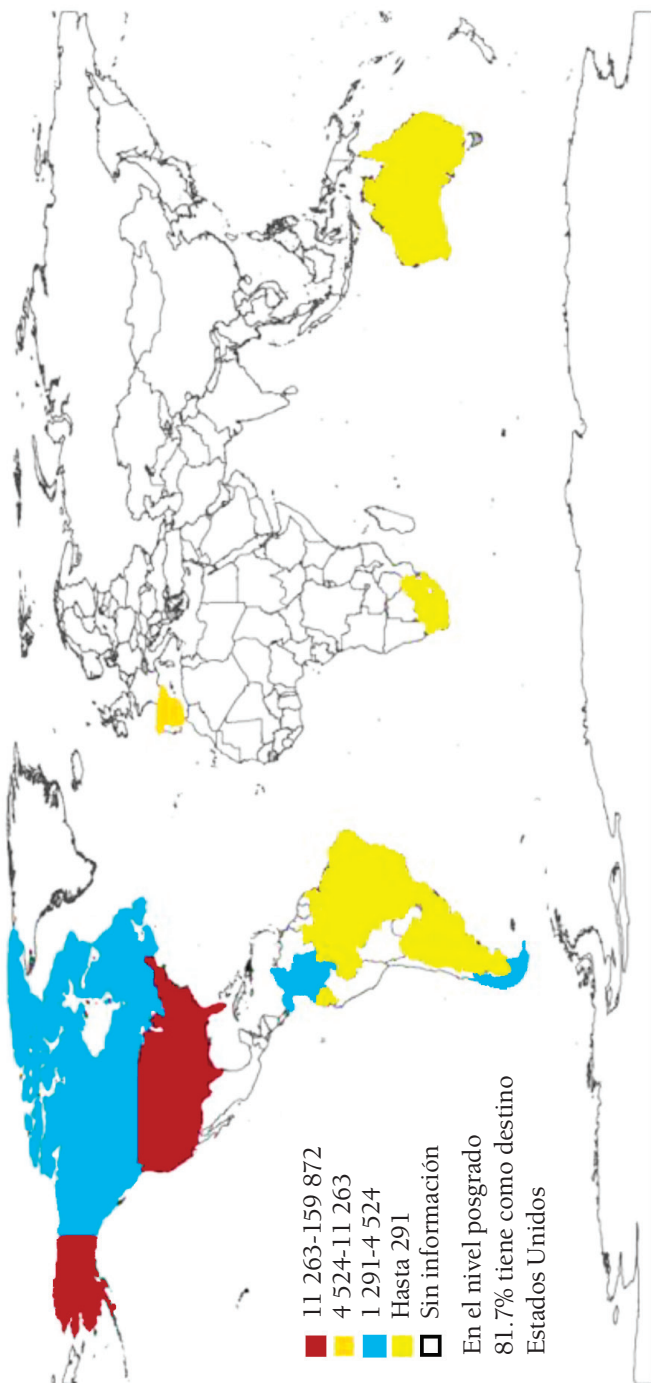 11 263-159 872
4 524-11 263
1 291-4 524
Hasta 291
Sin información
En el nivel posgrado
81.7% tiene como destino
Estados Unidos